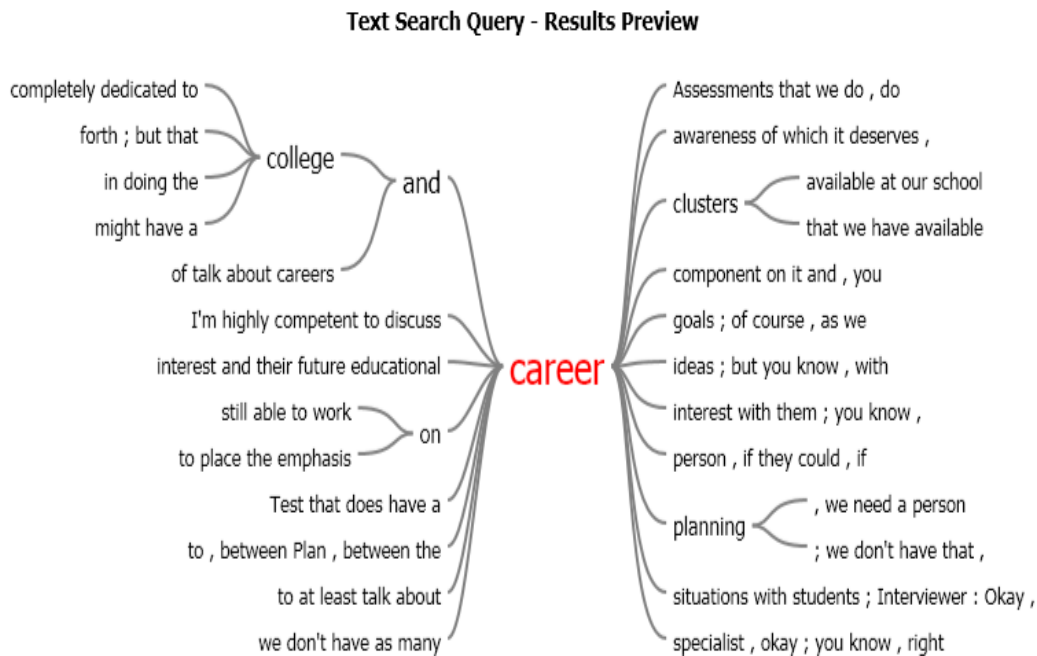 Text Search Query - Results Preview
completely dedicated to
forth ; but that
in doing the
might have a
college
and
of talk about careers
I'm highly competent to discuss
interest and their future educational
still able to work
to place the emphasis
on
Test that does have a
to , between Plan , between the
to at least talk about
we don't have as many
career
Assessments that we do , do
awareness of which it deserves ,
clusters
available at our school
that we have available
component on it and , you
goals ; of course , as we
ideas ; but you know , with
interest with them ; you know ,
person , if they could , if
planning
, we need a person
; we don't have that ,
situations with students ; Interviewer : Okay ,
specialist , okay ; you know , right